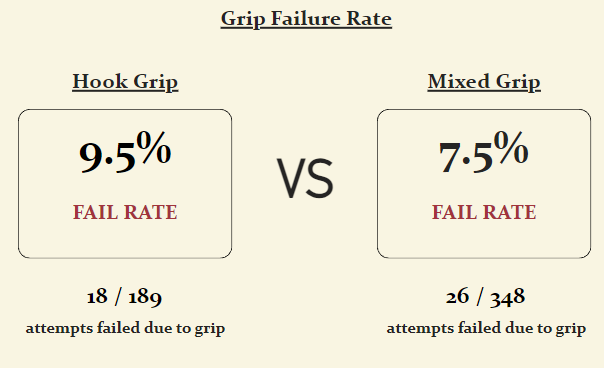 Grip Failure Rate
Hook Grip
9.5%
FAIL RATE
18 / 189
attempts failed due to grip
VS
Mixed Grip
7.5%
FAIL RATE
26 / 348
attempts failed due to grip